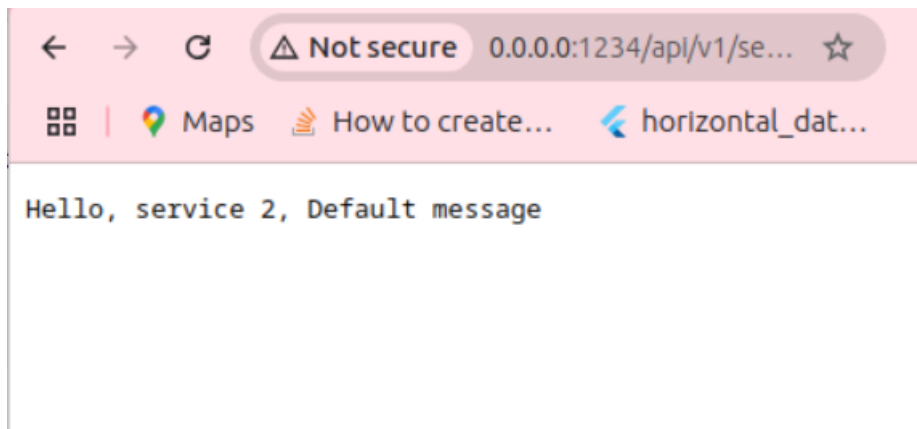 Not secure 0.0.0.0:1234/api/v1/se...
Maps How to create... horizontal_dat...
Hello, service 2, Default message